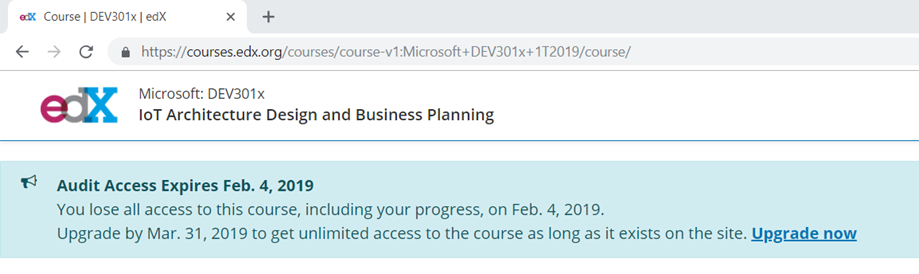 edX Course | DEV301x | edX
https://courses.edx.org/courses/course-v1:Microsoft+DEV301x+1T2019/course/
edX Microsoft: DEV301x
IoT Architecture Design and Business Planning
Audit Access Expires Feb. 4, 2019
You lose all access to this course, including your progress, on Feb. 4, 2019.
Upgrade by Mar. 31, 2019 to get unlimited access to the course as long as it exists on the site. Upgrade now